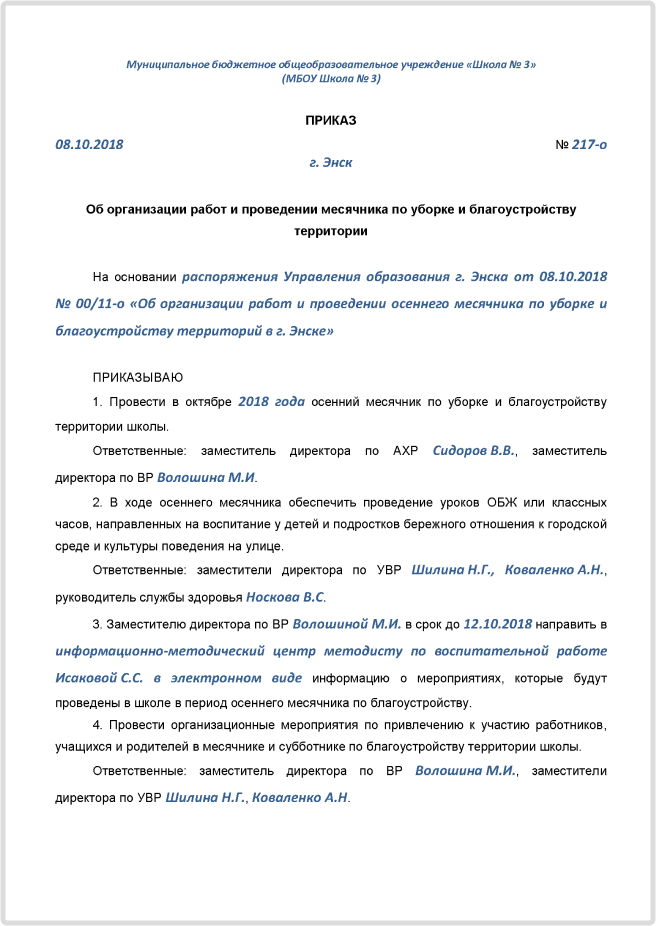 Муниципальное бюджетное общеобразовательное учреждение «Школа № 3»
(МБОУ Школа № 3)
ПРИКАЗ
08.10.2018 № 217-о
г. Энск
Об организации работ и проведении месячника по уборке и благоустройству
территории
На основании распоряжения Управления образования г. Энска от 08.10.2018
№ 00/11-о «Об организации работ и проведении осеннего месячника по уборке и
благоустройству территорий в г. Энске»
ПРИКАЗЫВАЮ
1. Провести в октябре 2018 года осенний месячник по уборке и благоустройству
территории школы.
Ответственные: заместитель директора по АХР Сидоров В.В., заместитель
директора по ВР Волошина М.И.
2. В ходе осеннего месячника обеспечить проведение уроков ОБЖ или классных
часов, направленных на воспитание у детей и подростков бережного отношения к городской
среде и культуры поведения на улице.
Ответственные: заместители директора по УВР Шилина Н.Г., Коваленко А.Н.,
руководитель службы здоровья Носкова В.С.
3. Заместителю директора по ВР Волошиной М.И. в срок до 12.10.2018 направить в
информационно-методический центр методисту по воспитательной работе
Исаковой С.С. в электронном виде информацию о мероприятиях, которые будут
проведены в школе в период осеннего месячника по благоустройству.
4. Провести организационные мероприятия по привлечению к участию работников,
учащихся и родителей в месячнике и субботнике по благоустройству территории школы.
Ответственные: заместитель директора по ВР Волошина М.И., заместители
директора по УВР Шилина Н.Г., Коваленко А.Н.